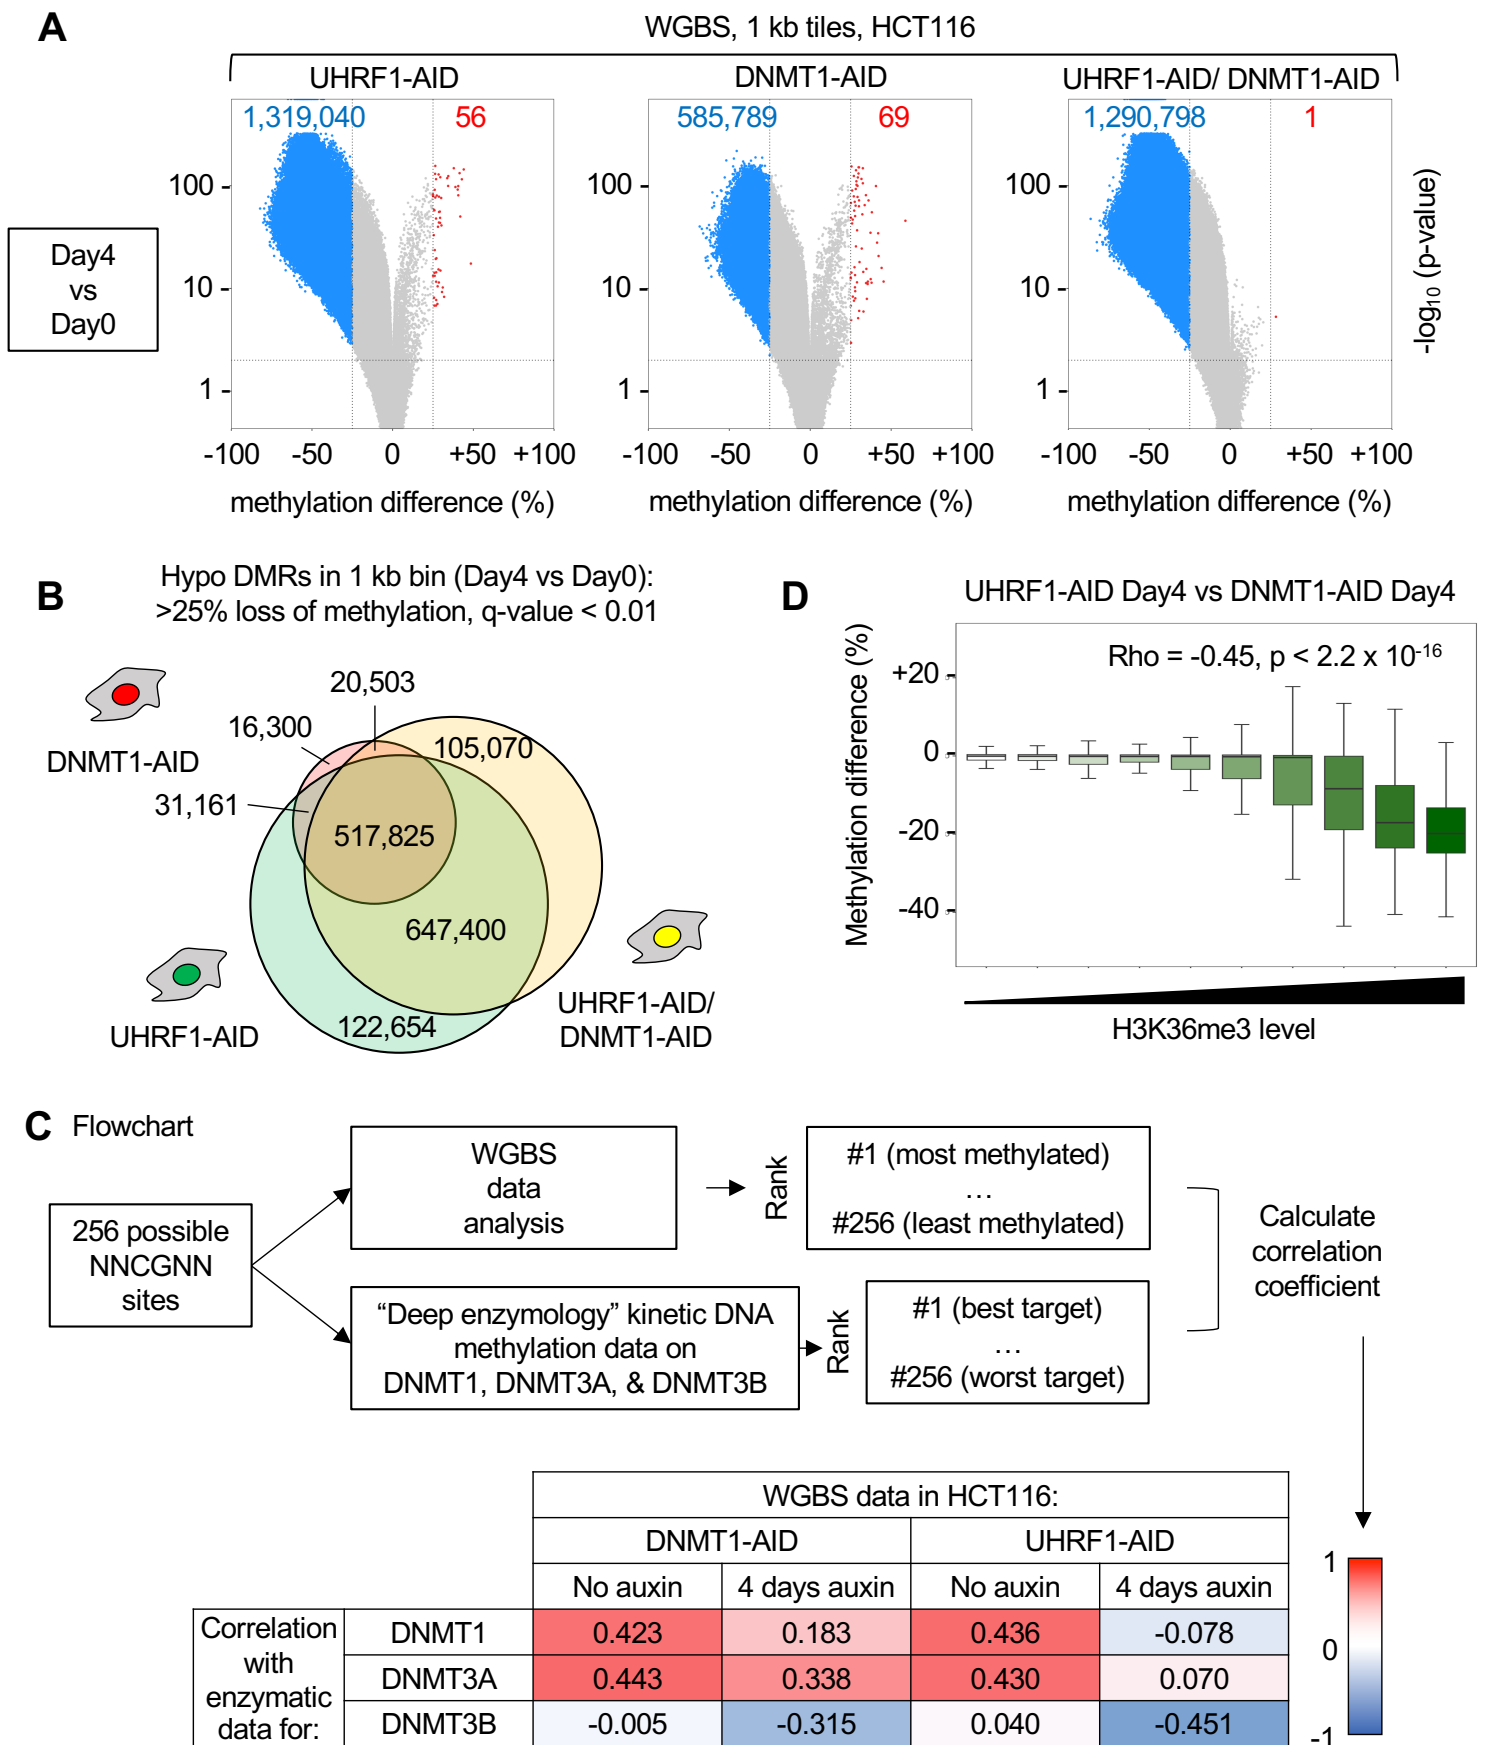 A
WGBS, 1 kb tiles, HCT116
UHRF1-AID
DNMT1-AID
UHRF1-AID/ DNMT1-AID
1,319,040
56
585,789
69
1,290,798
1
100
10
1
100
10
1
100
10
1
Day4
vs
Day0
-log10 (p-value)
-100 -50 0 +50 +100
-100 -50 0 +50 +100
-100 -50 0 +50 +100
methylation difference (%)
methylation difference (%)
methylation difference (%)
B
Hypo DMRs in 1 kb bin (Day4 vs Day0):
>25% loss of methylation, q-value < 0.01
20,503
16,300
105,070
DNMT1-AID
31,161
517,825
647,400
UHRF1-AID/
DNMT1-AID
UHRF1-AID
122,654
D
UHRF1-AID Day4 vs DNMT1-AID Day4
Rho = -0.45, p < 2.2 x 10-16
Methylation difference (%)
+20
0
-20
-40
H3K36me3 level
C
Flowchart
256 possible
NNCGNN
sites
WGBS
data
analysis
Rank
#1 (most methylated)
…
#256 (least methylated)
“Deep enzymology” kinetic DNA
methylation data on
DNMT1, DNMT3A, & DNMT3B
Rank
#1 (best target)
…
#256 (worst target)
Calculate
correlation
coefficient
WGBS data in HCT116:
DNMT1-AID UHRF1-AID
No auxin 4 days auxin No auxin 4 days auxin
Correlation
with
enzymatic
data for:
DNMT1 0.423 0.183 0.436 -0.078
DNMT3A 0.443 0.338 0.430 0.070
DNMT3B -0.005 -0.315 0.040 -0.451
1
0
-1